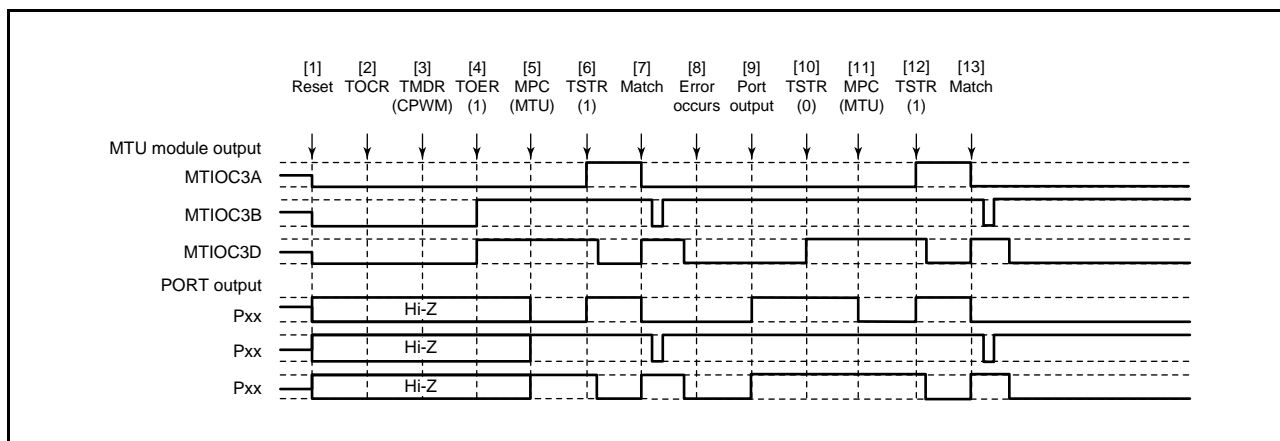 [1] [2] [3] [4] [5] [6] [7] [8] [9] [10] [11] [12] [13]
Reset TOCR TMDR TOER MPC TSTR Match Error Port TSTR MPC TSTR Match
(CPWM) (1) (MTU) (1) occurs output (0) (MTU) (1)
MTU module output
MTIOC3A
MTIOC3B
MTIOC3D
PORT output
Pxx Hi-Z
Pxx Hi-Z
Pxx Hi-Z